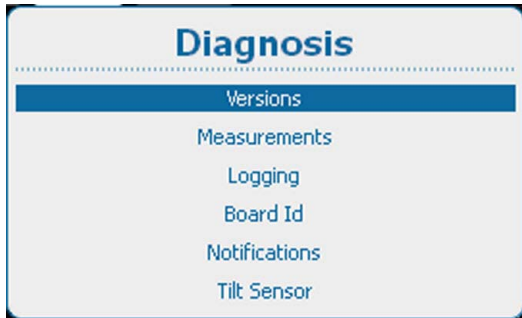 Diagnosis
Versions
Measurements
Logging
Board Id
Notifications
Tilt Sensor